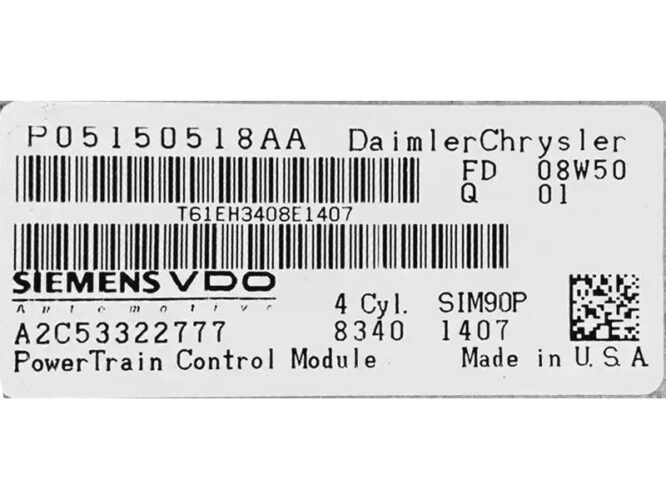 P05150518AA DaimlerChrysler
FD 08W50
Q 01
T61EH3408E1407
SIEMENS VDO
Automotive
4 Cyl. SIM90P
A2C53322777 8340 1407
PowerTrain Control Module Made in U.S.A